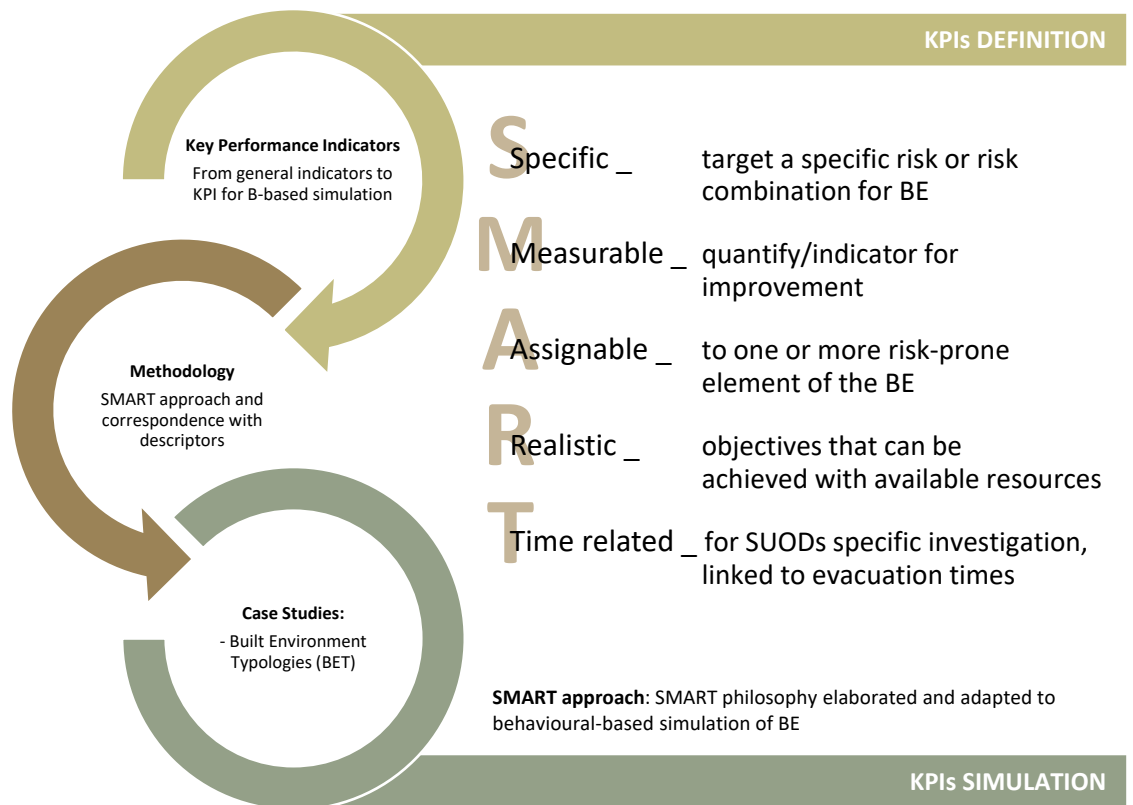 KPIs DEFINITION
Key Performance Indicators
From general indicators to
KPI for B-based simulation
Methodology
SMART approach and
correspondence with
descriptors
Case Studies:
- Built Environment
Typologies (BET)
S
Specific _ target a specific risk or risk
combination for BE
M
Measurable _ quantify/indicator for
improvement
A
Assignable _ to one or more risk-prone
element of the BE
R
Realistic _ objectives that can be
achieved with available resources
T
Time related _ for SUODs specific investigation,
linked to evacuation times
SMART approach: SMART philosophy elaborated and adapted to
behavioural-based simulation of BE
KPIs SIMULATION